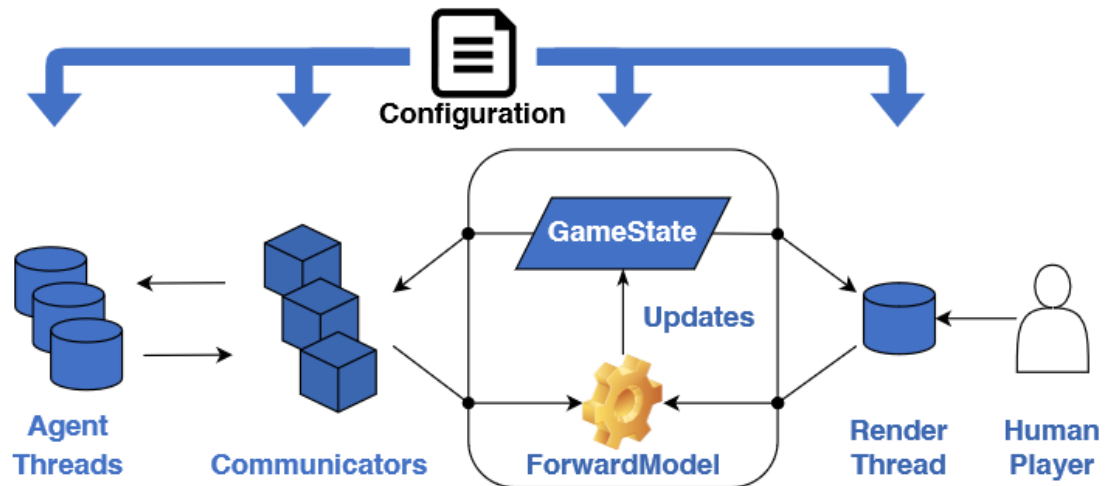 Configuration
GameState
Updates
Agent
Threads
Communicators
ForwardModel
Render
Thread
Human
Player